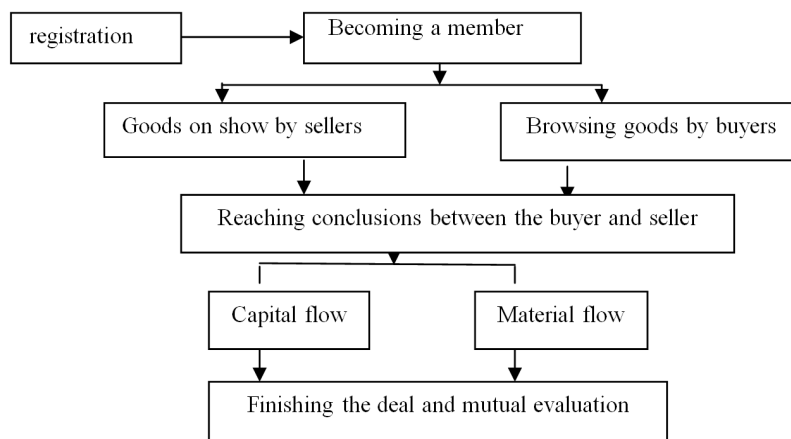 registration
Becoming a member
Goods on show by sellers
Browsing goods by buyers
Reaching conclusions between the buyer and seller
Capital flow
Material flow
Finishing the deal and mutual evaluation